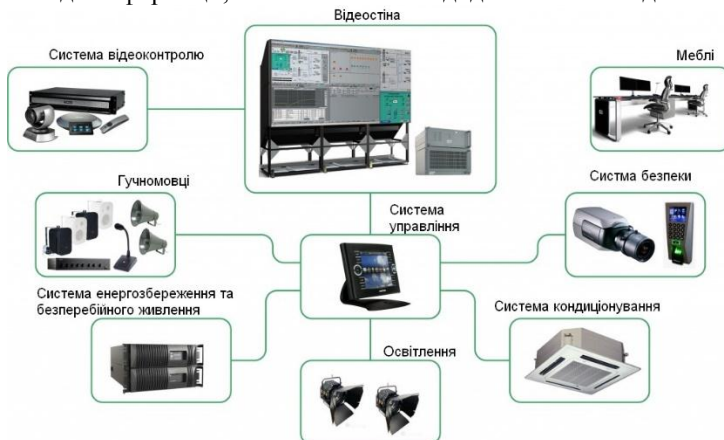 Відеостіна
Система відеоконтролю
Меблі
Гучномовці
Система
управління
Систма безпеки
Система енергозбереження та
безперебійного живлення
Система кондиціонування
Освітлення